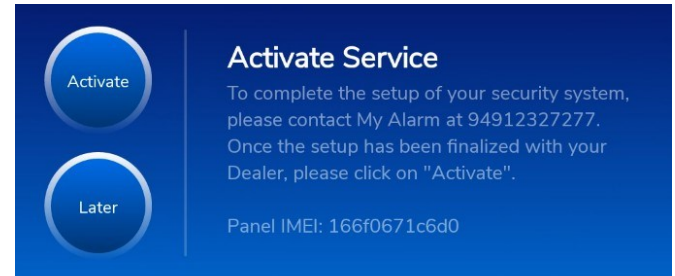 Activate
Later
Activate Service
To complete the setup of your security system,
please contact My Alarm at 94912327277.
Once the setup has been finalized with your
Dealer, please click on "Activate".
Panel IMEI: 166f0671c6d0